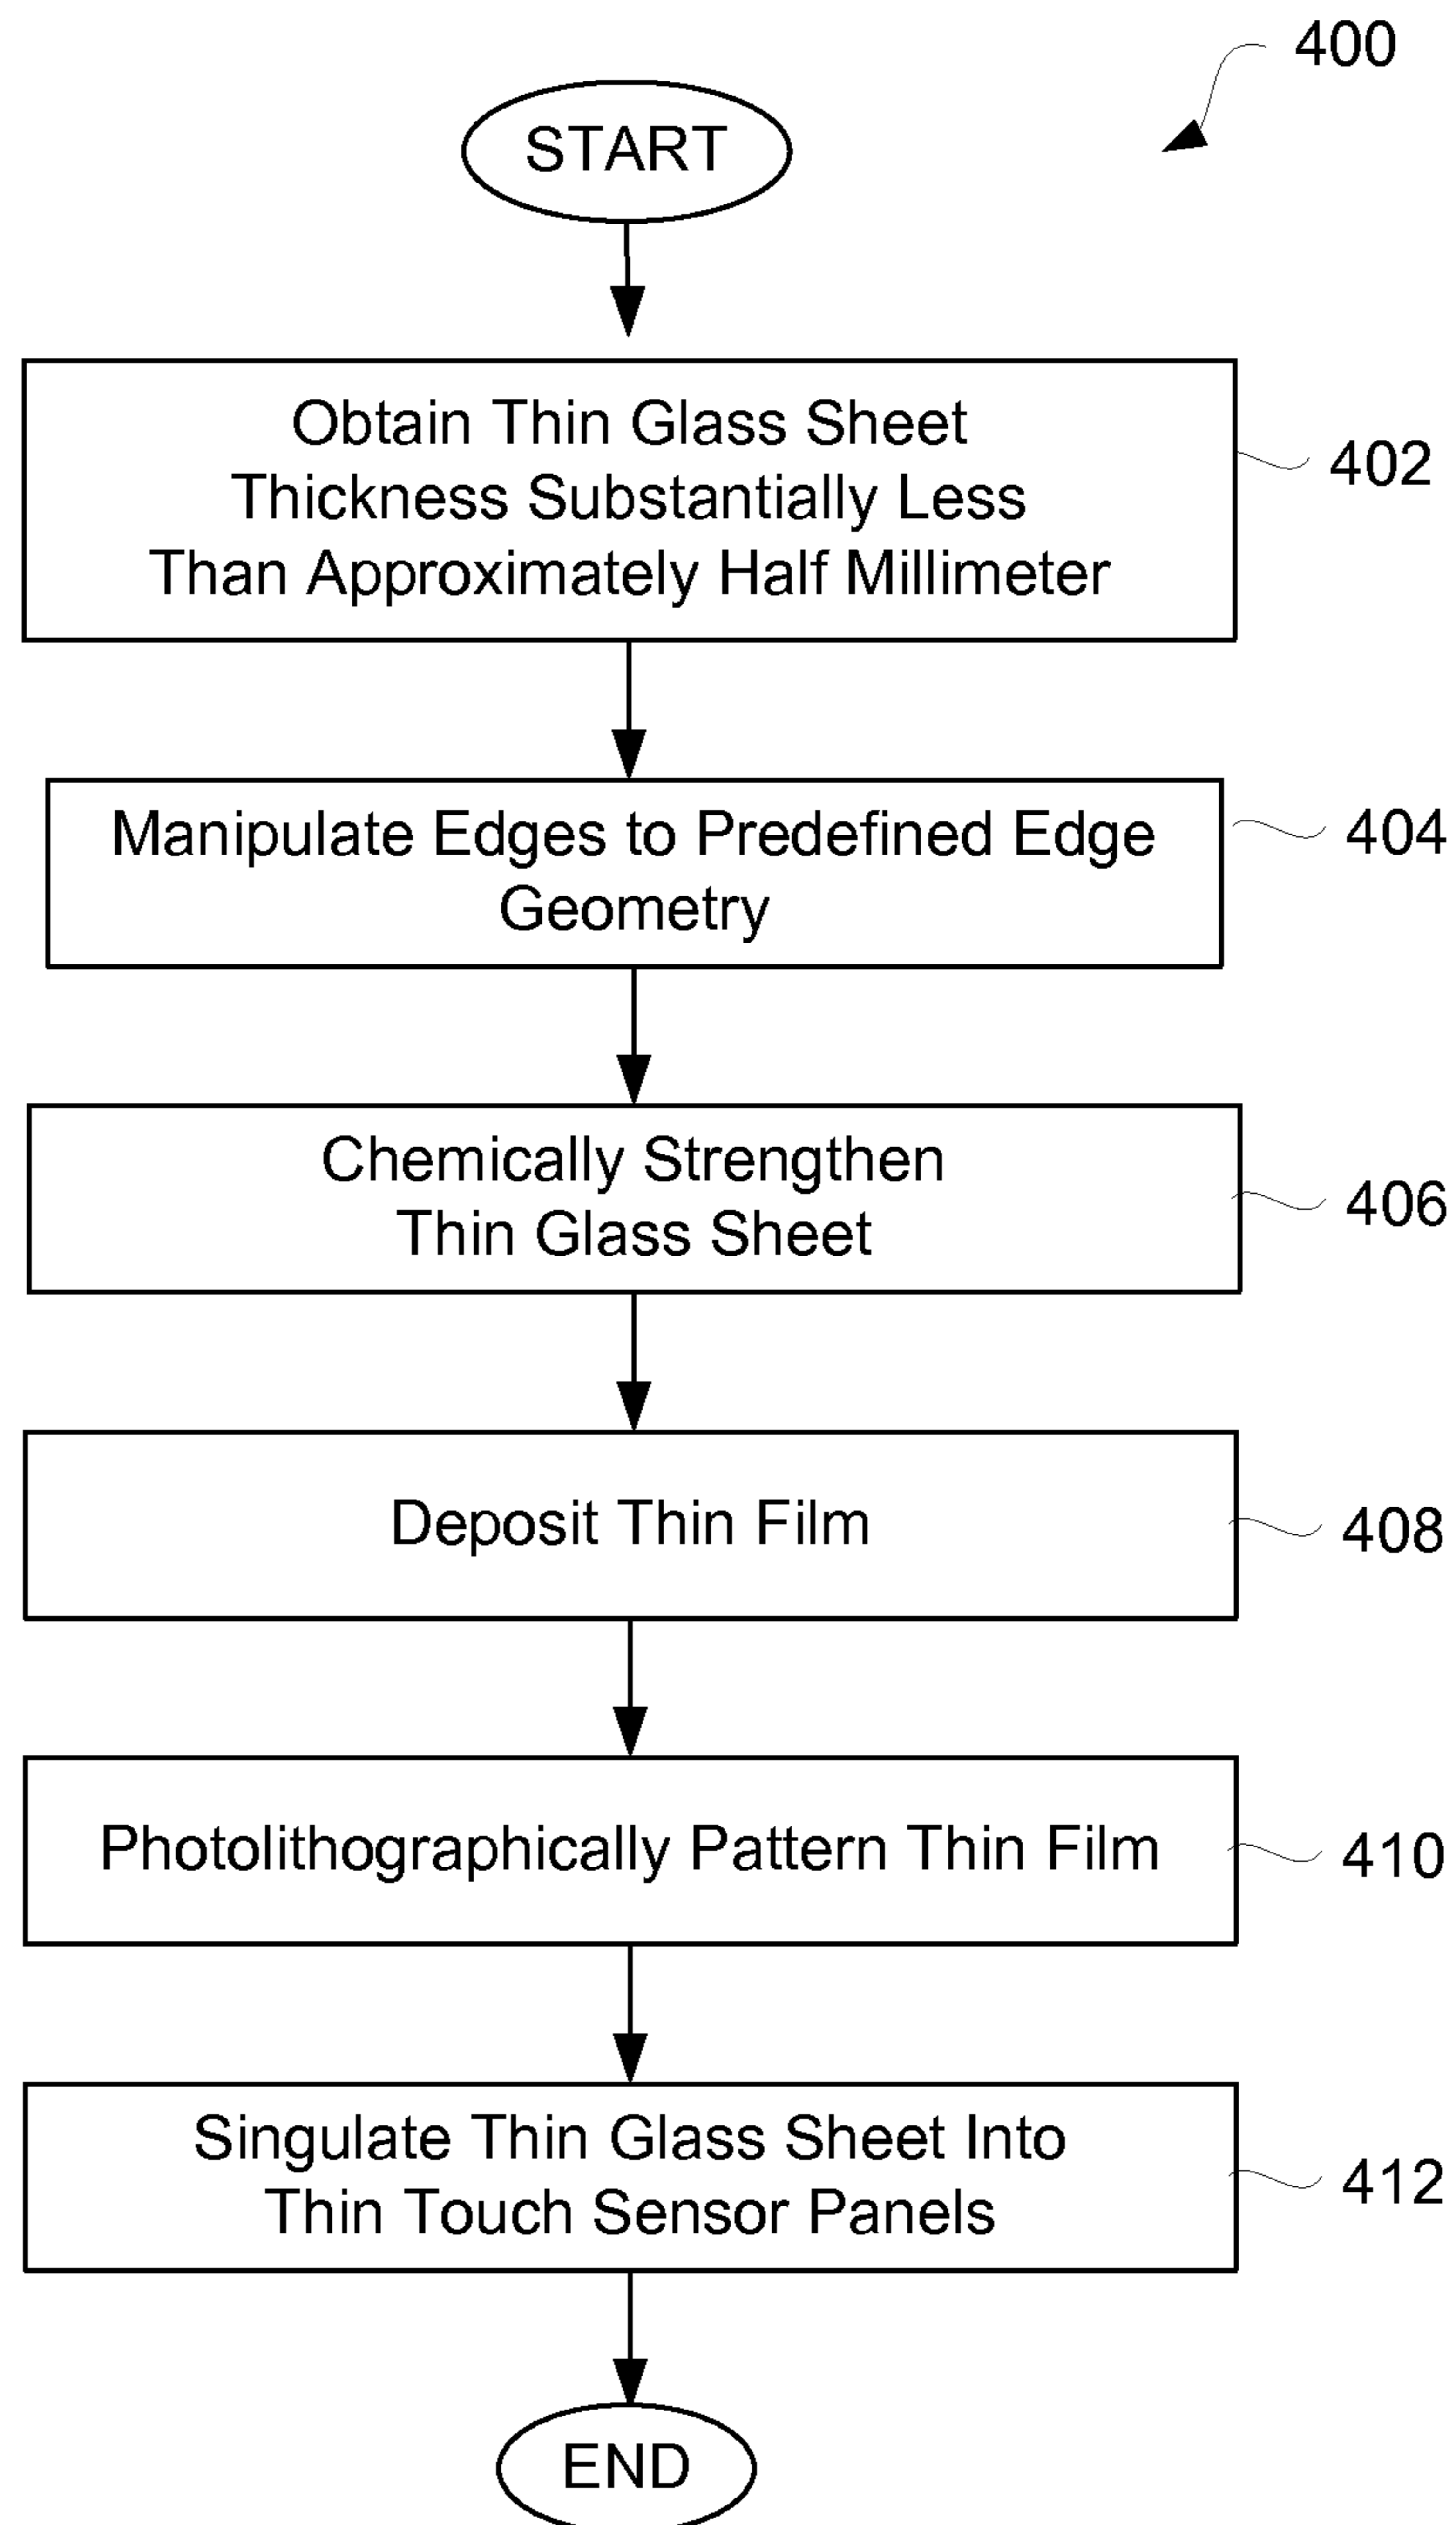 400
START
Obtain Thin Glass Sheet
Thickness Substantially Less
Than Approximately Half Millimeter
402
Manipulate Edges to Predefined Edge
Geometry
404
Chemically Strengthen
Thin Glass Sheet
406
Deposit Thin Film
408
Photolithographically Pattern Thin Film
410
Singulate Thin Glass Sheet Into
Thin Touch Sensor Panels
412
END